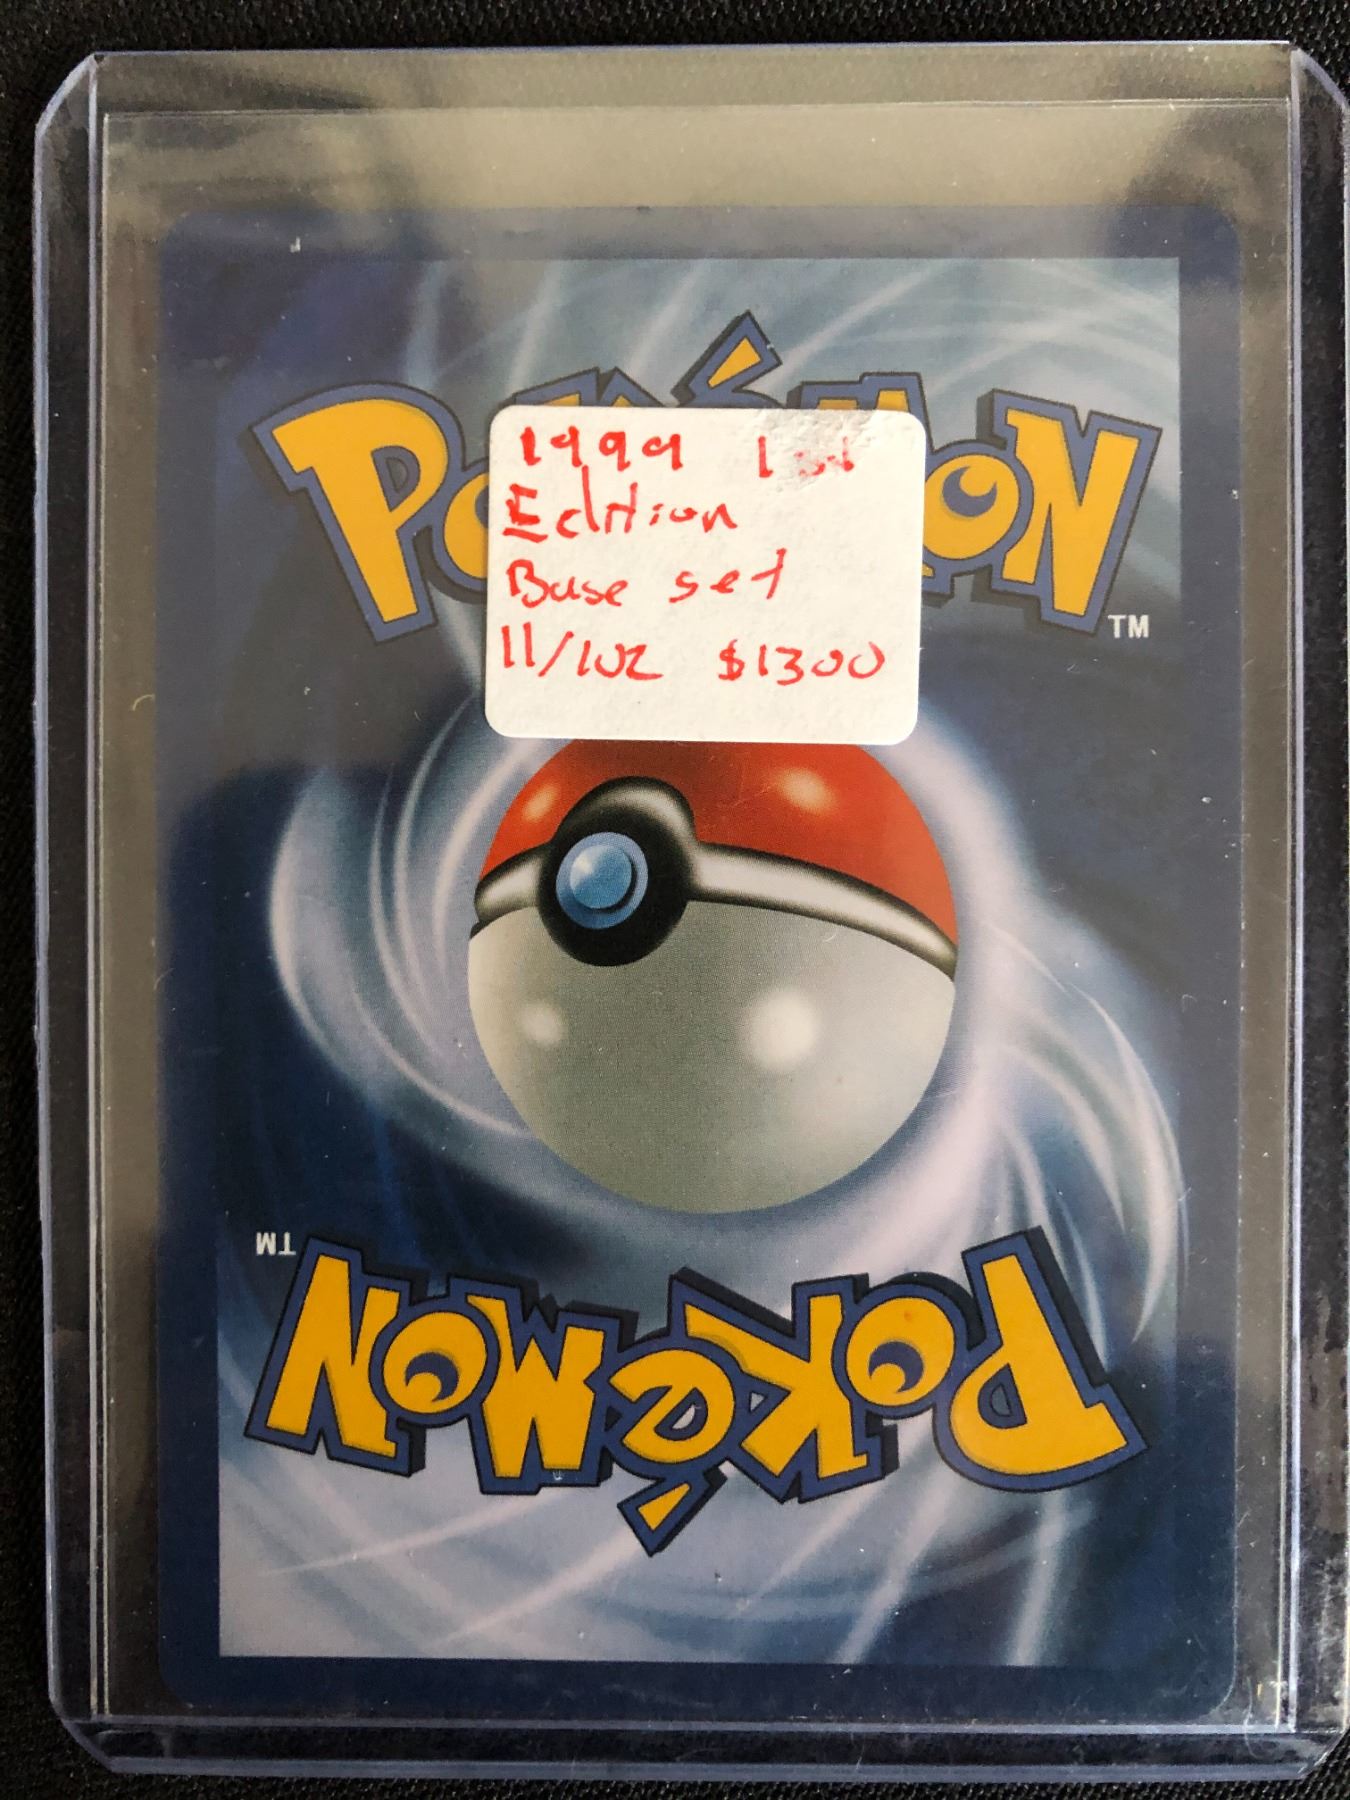 POKÉMON
TM
1999 1st
Edition
Base set
11/102 $1300
TM
POKÉMON